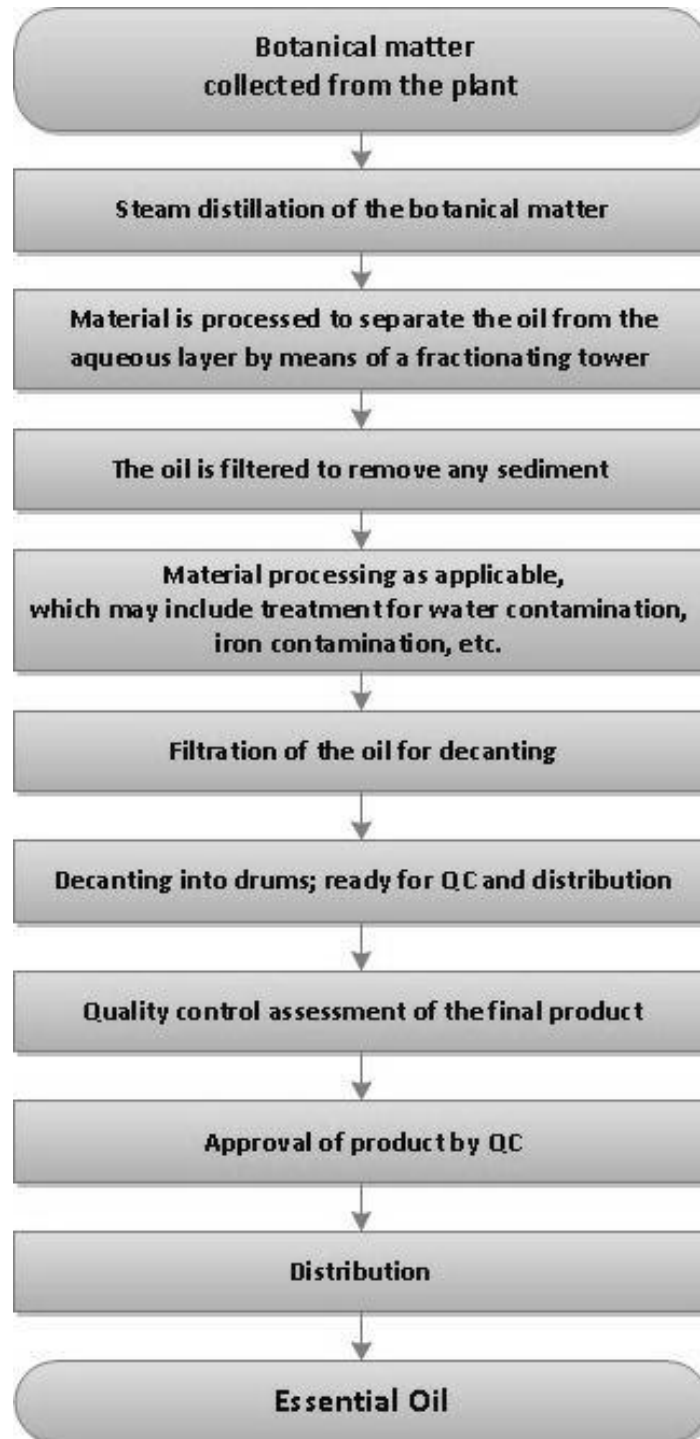 Botanical matter
collected from the plant
Steam distillation of the botanical matter
Material is processed to separate the oil from the
aqueous layer by means of a fractionating tower
The oil is filtered to remove any sediment
Material processing as applicable,
which may include treatment for water contamination,
iron contamination, etc.
Filtration of the oil for decanting
Decanting into drums; ready for QC and distribution
Quality control assessment of the final product
Approval of product by QC
Distribution
Essential Oil